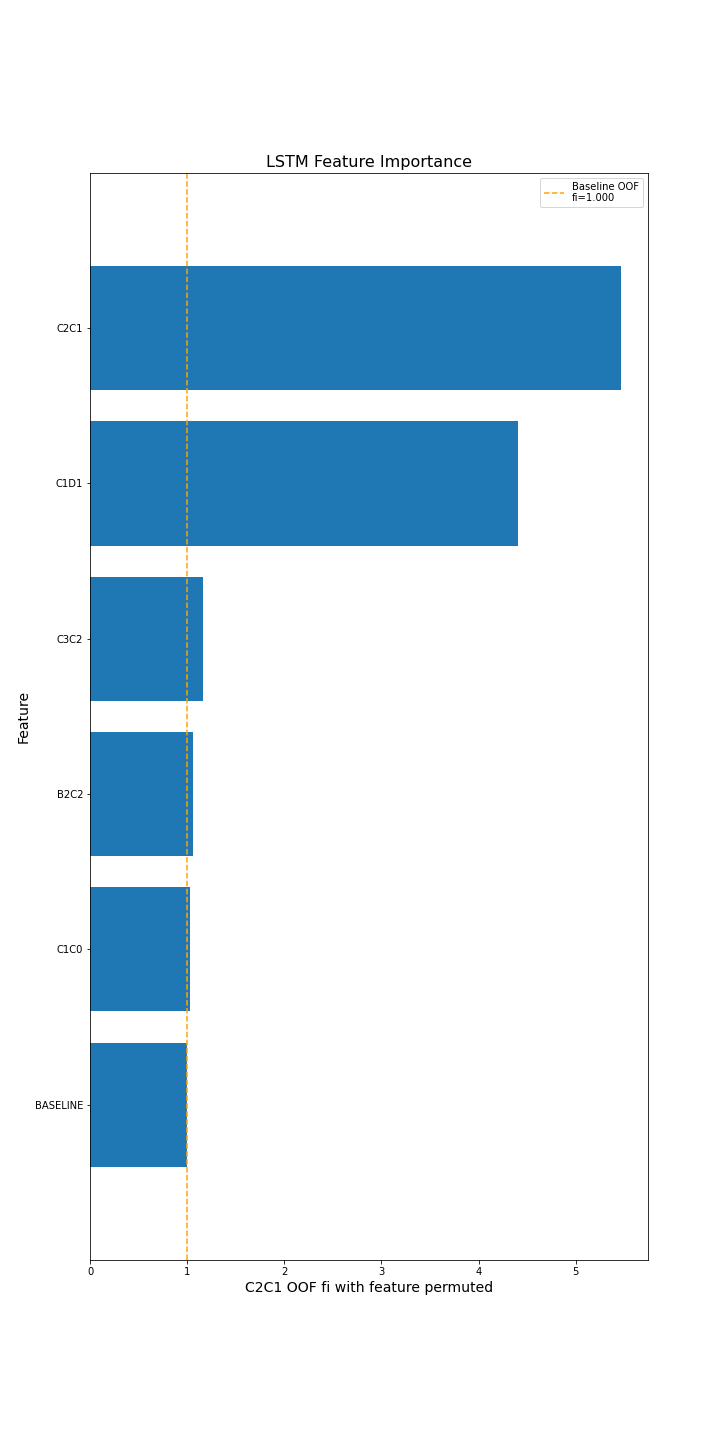 LSTM Feature Importance
Baseline OOF
fi=1.000
C2C1
C1D1
C3C2
B2C2
C1C0
BASELINE
Feature
0 1 2 3 4 5
C2C1 OOF fi with feature permuted